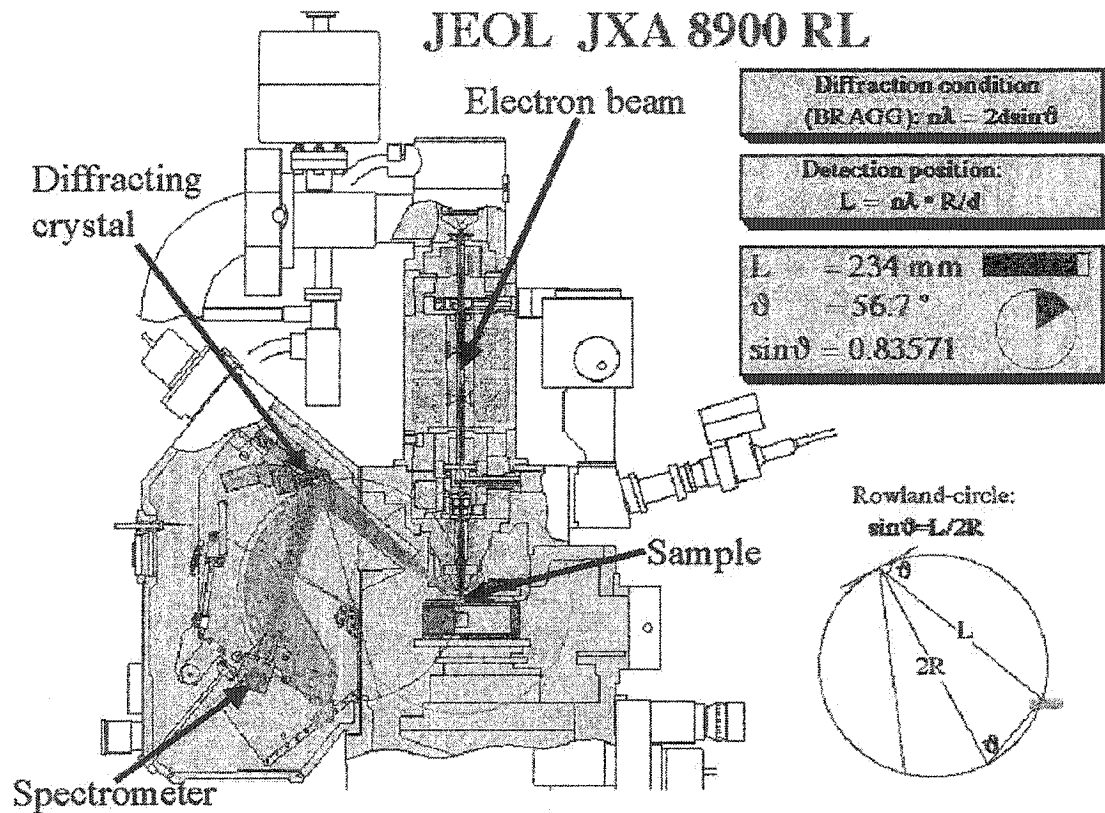 JEOL JXA 8900 RL
Electron beam
Diffracting
crystal
Diffraction condition
(BRAGG): nλ = 2dsinϑ
Detection position:
L = nλ * R/d
L = 234 mm
ϑ = 56.7 °
sinϑ = 0.83571
Rowland-circle:
sinϑ=L/2R
ϑ
L
2R
ϑ
Sample
Spectrometer